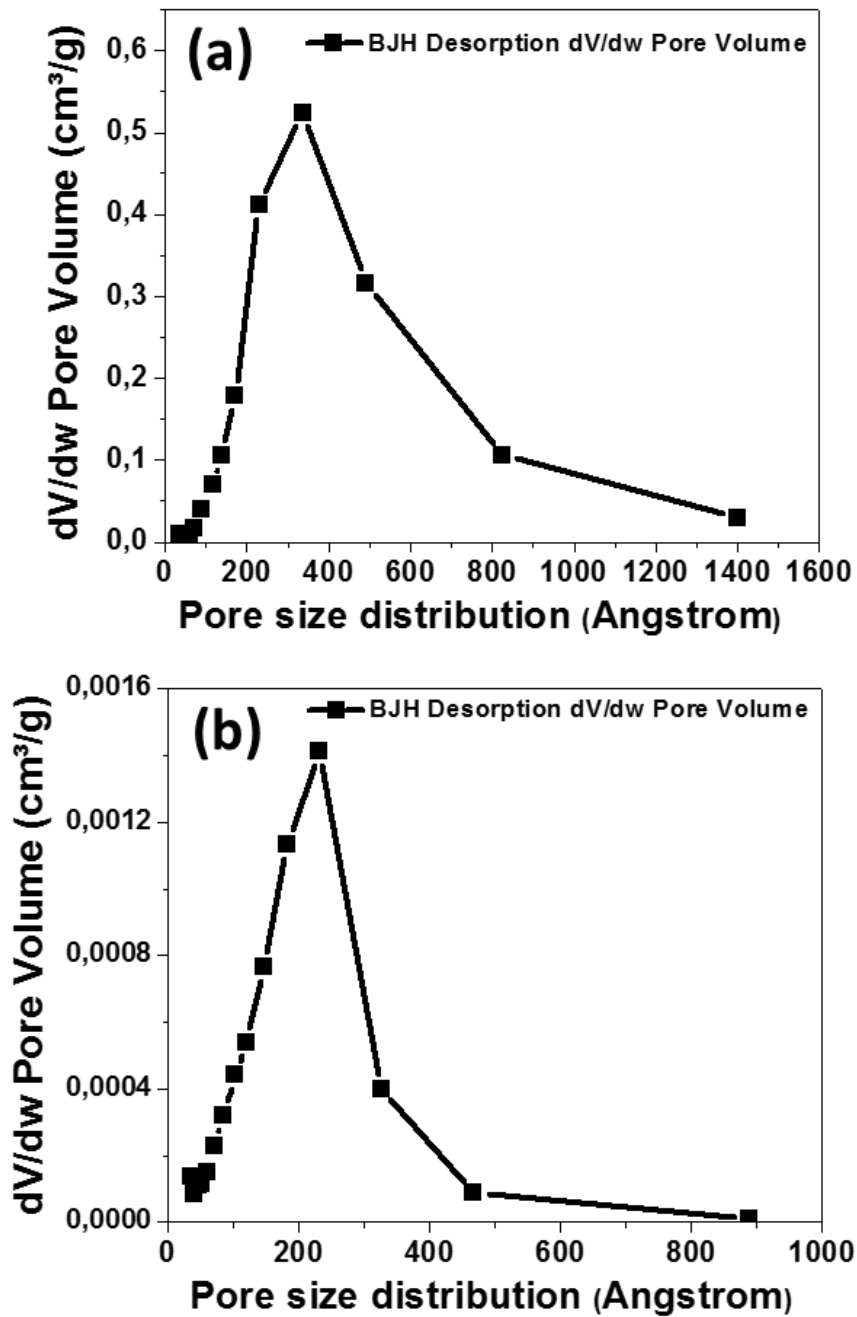 (a)
BJH Desorption dV/dw Pore Volume
dV/dw Pore Volume (cm³/g)
0,6
0,5
0,4
0,3
0,2
0,1
0,0
0 200 400 600 800 1000 1200 1400 1600
Pore size distribution (Angstrom)
(b)
BJH Desorption dV/dw Pore Volume
dV/dw Pore Volume (cm³/g)
0,0016
0,0012
0,0008
0,0004
0,0000
0 200 400 600 800 1000
Pore size distribution (Angstrom)